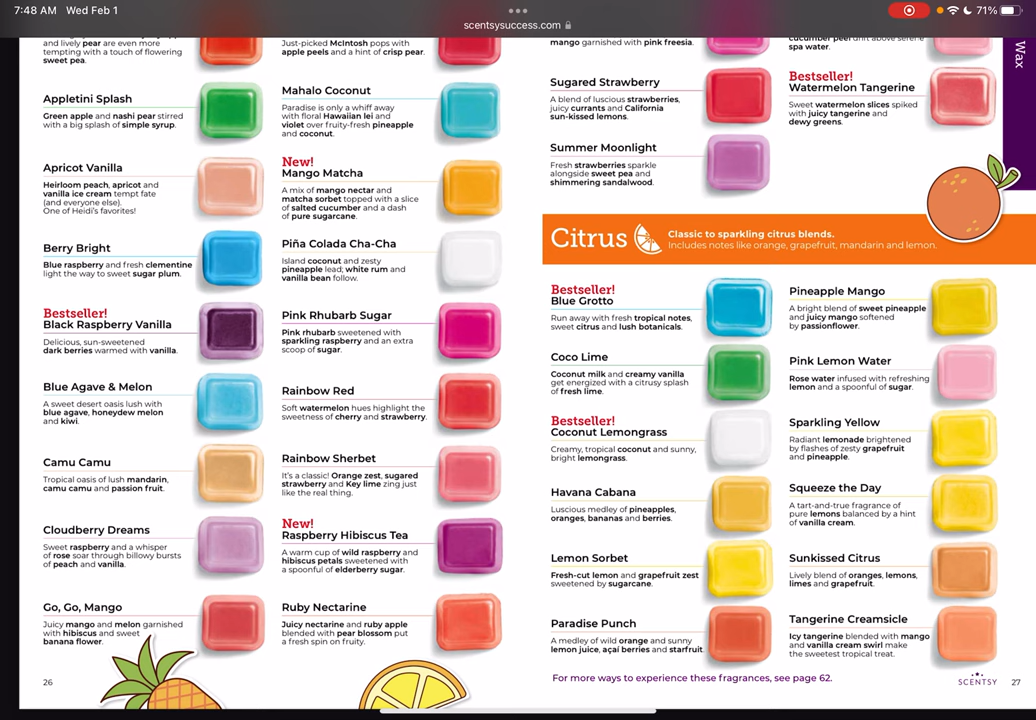 7:48 AM Wed Feb 1
scentsysuccess.com
71%
Wax
and lively pear are even more
tempting with a touch of flowering
sweet pea.
Appletini Splash
Green apple and nashi pear stirred
with a big splash of simple syrup.
Apricot Vanilla
Heirloom peach, apricot and
vanilla ice cream tempt fate
(and everyone else).
One of Heidi's favorites!
Berry Bright
Blue raspberry and fresh clementine
light the way to sweet sugar plum.
Bestseller!
Black Raspberry Vanilla
Delicious, sun-sweetened
dark berries warmed with vanilla.
Blue Agave & Melon
A sweet desert oasis lush with
blue agave, honeydew melon
and kiwi.
Camu Camu
Tropical oasis of lush mandarin,
camu camu and passion fruit.
Cloudberry Dreams
Sweet raspberry and a whisper
of rose soar through billowy bursts
of peach and vanilla.
Go, Go, Mango
Juicy mango and melon garnished
with hibiscus and sweet
banana flower.
26
Just-picked McIntosh pops with
apple peels and a hint of crisp pear.
Mahalo Coconut
Paradise is only a whiff away
with floral Hawaiian lei and
violet over fruity-fresh pineapple
and coconut.
New!
Mango Matcha
A mix of mango nectar and
matcha sorbet topped with a slice
of salted cucumber and a dash
of pure sugarcane.
Piña Colada Cha-Cha
Island coconut and zesty
pineapple lead; white rum and
vanilla bean follow.
Pink Rhubarb Sugar
Pink rhubarb sweetened with
sparkling raspberry and an extra
scoop of sugar.
Rainbow Red
Soft watermelon hues highlight the
sweetness of cherry and strawberry.
Rainbow Sherbet
It's a classic! Orange zest, sugared
strawberry and Key lime zing just
like the real thing.
New!
Raspberry Hibiscus Tea
A warm cup of wild raspberry and
hibiscus petals sweetened with
a spoonful of elderberry sugar.
Ruby Nectarine
Juicy nectarine and ruby apple
blended with pear blossom put
a fresh spin on fruity.
mango garnished with pink freesia.
Sugared Strawberry
A blend of luscious strawberries,
juicy currants and California
sun-kissed lemons.
Summer Moonlight
Fresh strawberries sparkle
alongside sweet pea and
shimmering sandalwood.
cucumber peel drift above serene
spa water.
Bestseller!
Watermelon Tangerine
Sweet watermelon slices spiked
with juicy tangerine and
dewy greens.
Citrus
Classic to sparkling citrus blends.
Includes notes like orange, grapefruit, mandarin and lemon.
Bestseller!
Blue Grotto
Run away with fresh tropical notes,
sweet citrus and lush botanicals.
Coco Lime
Coconut milk and creamy vanilla
get energized with a citrusy splash
of fresh lime.
Bestseller!
Coconut Lemongrass
Creamy, tropical coconut and sunny,
bright lemongrass.
Havana Cabana
Luscious medley of pineapples,
oranges, bananas and berries.
Lemon Sorbet
Fresh-cut lemon and grapefruit zest
sweetened by sugarcane.
Paradise Punch
A medley of wild orange and sunny
lemon juice, açaí berries and starfruit.
Pineapple Mango
A bright blend of sweet pineapple
and juicy mango softened
by passionflower.
Pink Lemon Water
Rose water infused with refreshing
lemon and a spoonful of sugar.
Sparkling Yellow
Radiant lemonade brightened
by flashes of zesty grapefruit
and pineapple.
Squeeze the Day
A tart-and-true fragrance of
pure lemons balanced by a hint
of vanilla cream.
Sunkissed Citrus
Lively blend of oranges, lemons,
limes and grapefruit.
Tangerine Creamsicle
Icy tangerine blended with mango
and vanilla cream swirl make
the sweetest tropical treat.
For more ways to experience these fragrances, see page 62.
SCENTSY 27